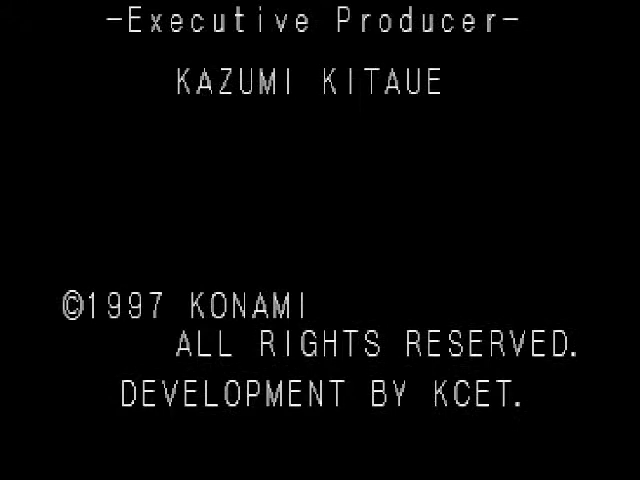 -Executive Producer-
KAZUMI KITAUE
©1997 KONAMI
ALL RIGHTS RESERVED.
DEVELOPMENT BY KCET.